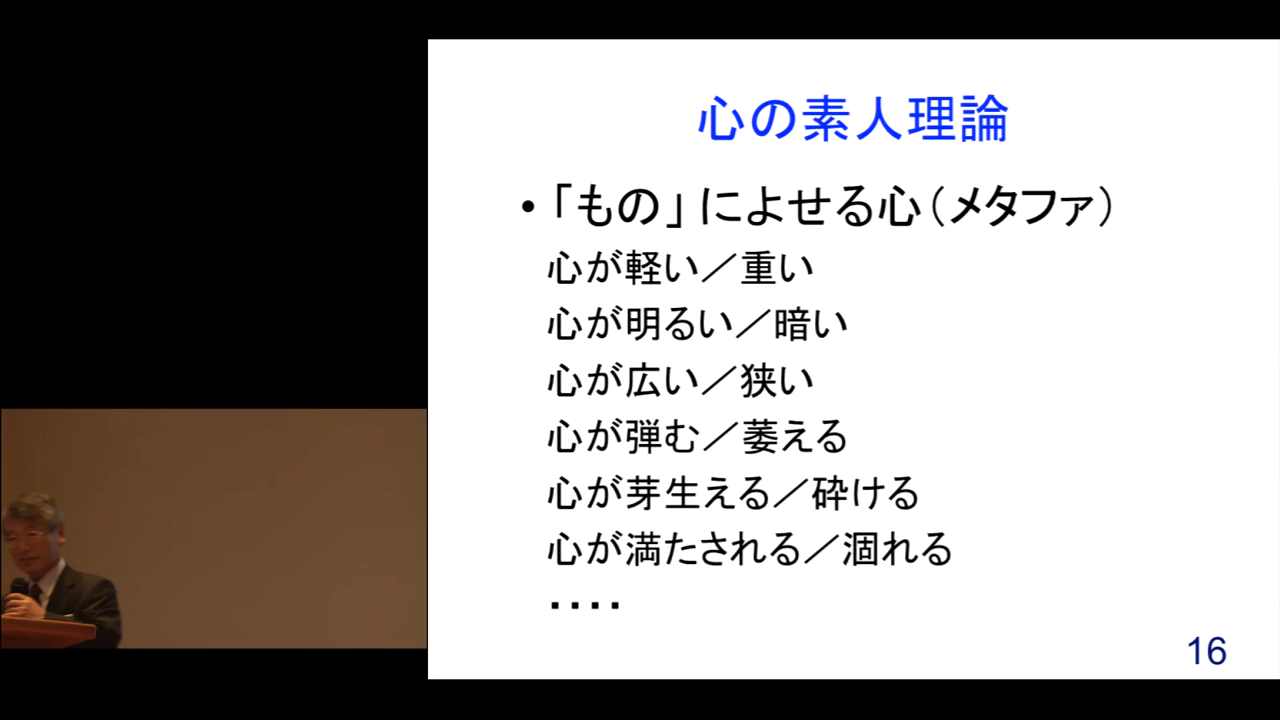 心の素人理論
・「もの」によせる心（メタファ）
心が軽い／重い
心が明るい／暗い
心が広い／狭い
心が弾む／萎える
心が芽生える／砕ける
心が満たされる／涸れる
・・・・
16